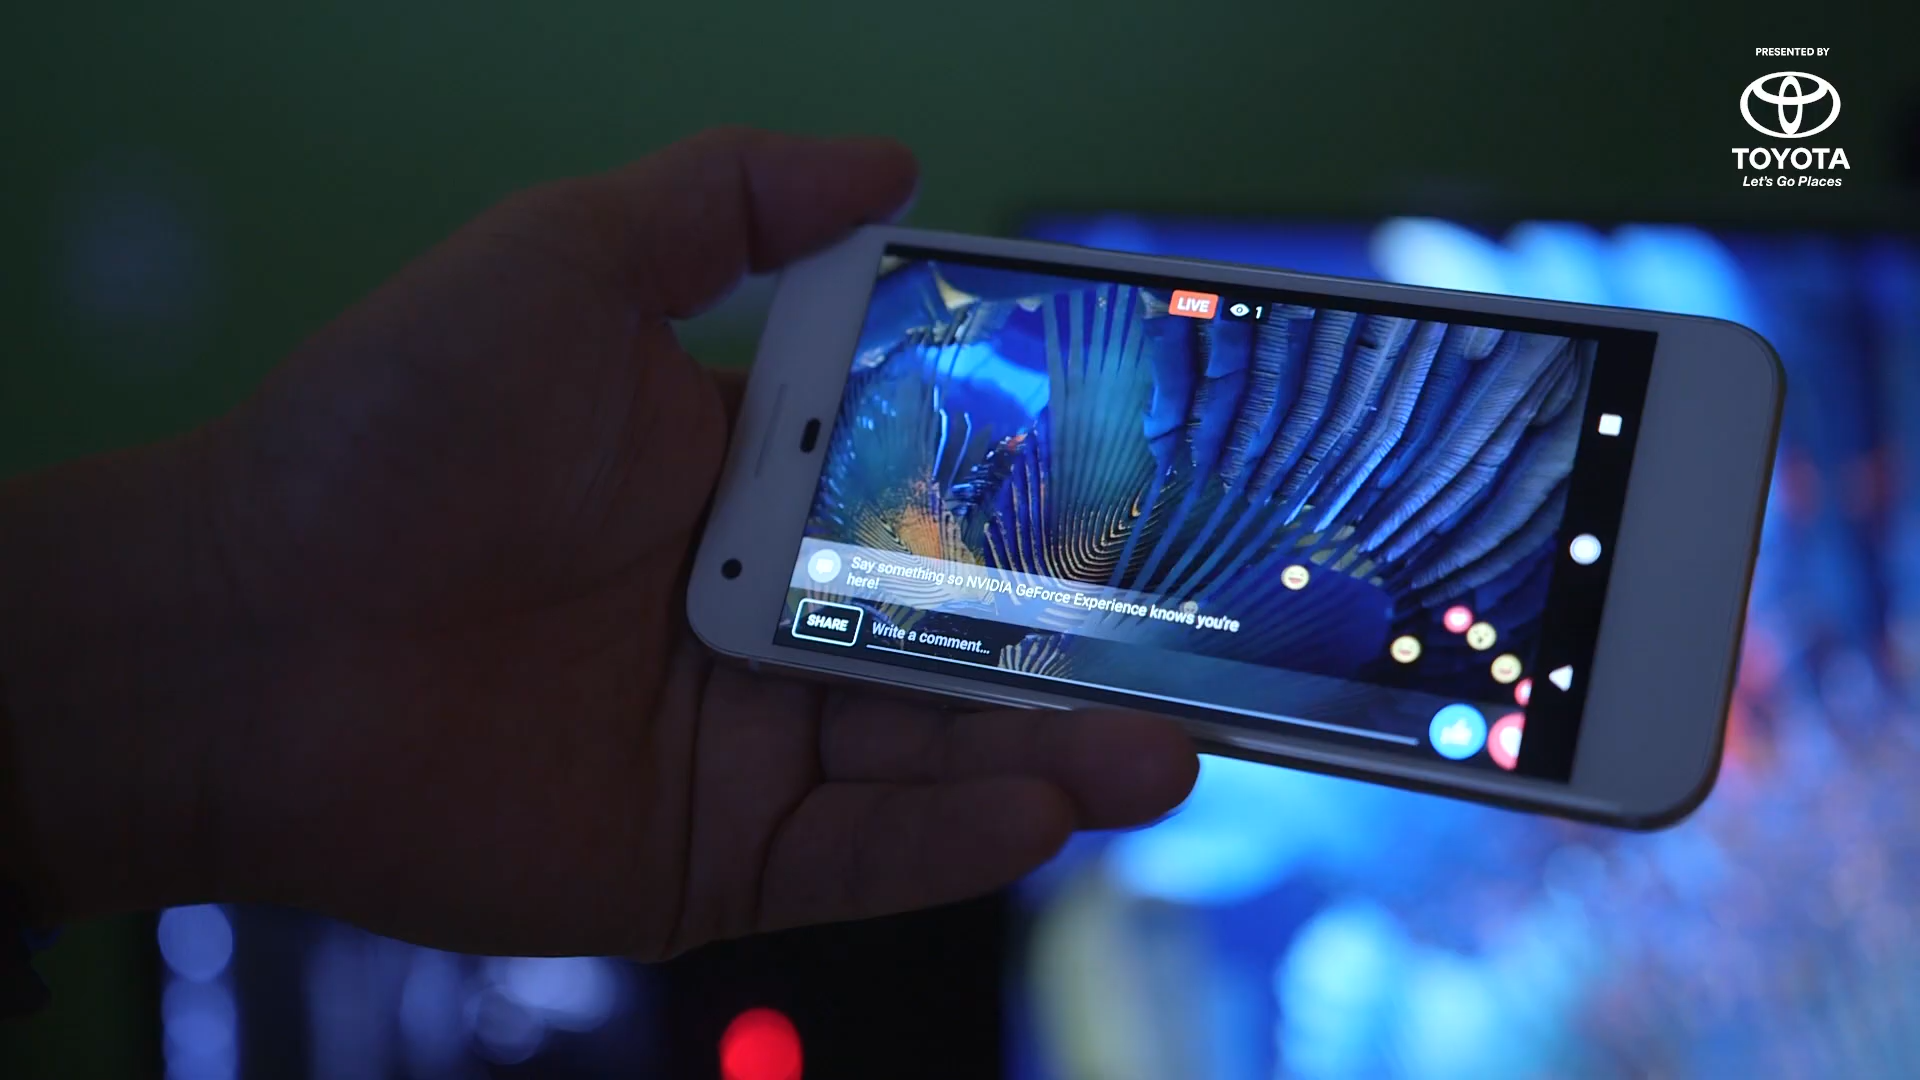 PRESENTED BY
TOYOTA
Let's Go Places
LIVE 1
Say something so NVIDIA GeForce Experience knows you're
here!
SHARE
Write a comment...